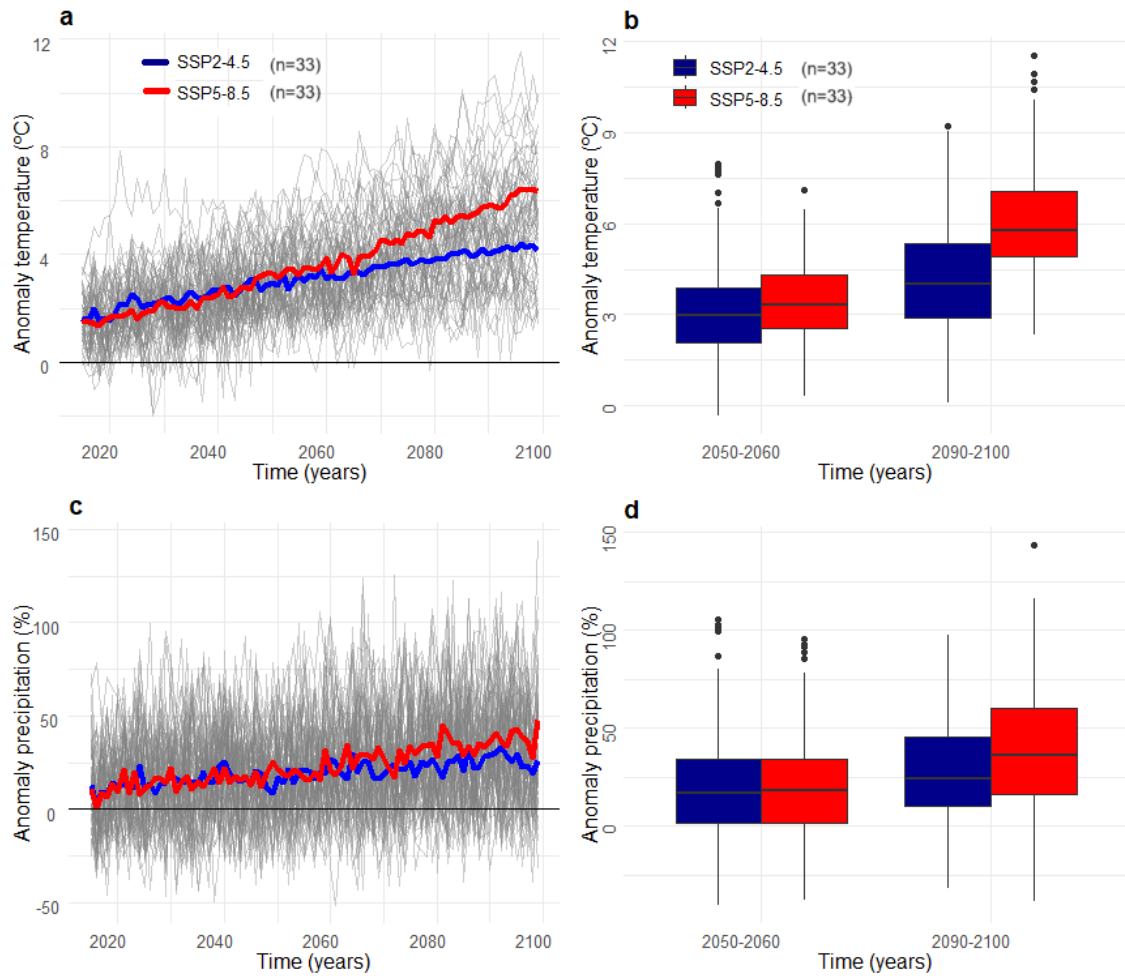 a
Anomaly temperature (ºC)
12
8
4
0
SSP2-4.5 (n=33)
SSP5-8.5 (n=33)
2020 2040 2060 2080 2100
Time (years)
b
Anomaly temperature (ºC)
12
9
6
3
0
SSP2-4.5 (n=33)
SSP5-8.5 (n=33)
2050-2060 2090-2100
Time (years)
c
Anomaly precipitation (%)
150
100
50
0
-50
2020 2040 2060 2080 2100
Time (years)
d
Anomaly precipitation (%)
150
100
50
0
2050-2060 2090-2100
Time (years)